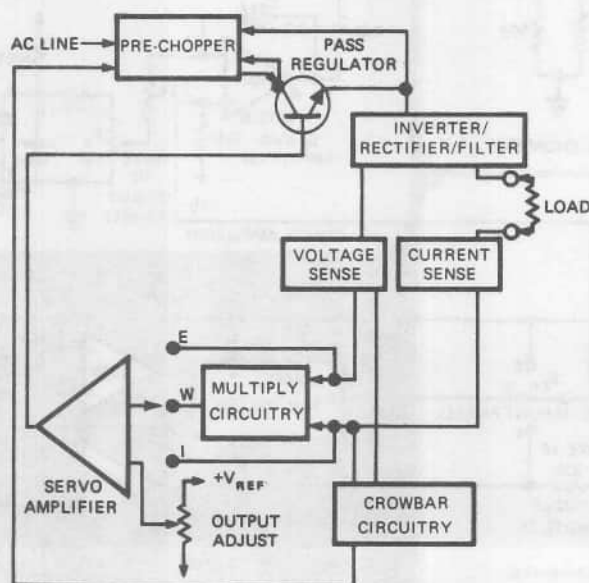 AC LINE
PRE-CHOPPER
PASS
REGULATOR
INVERTER/
RECTIFIER/FILTER
LOAD
VOLTAGE
SENSE
CURRENT
SENSE
E
W
I
MULTIPLY
CIRCUITRY
SERVO
AMPLIFIER
+VREF
OUTPUT
ADJUST
CROWBAR
CIRCUITRY